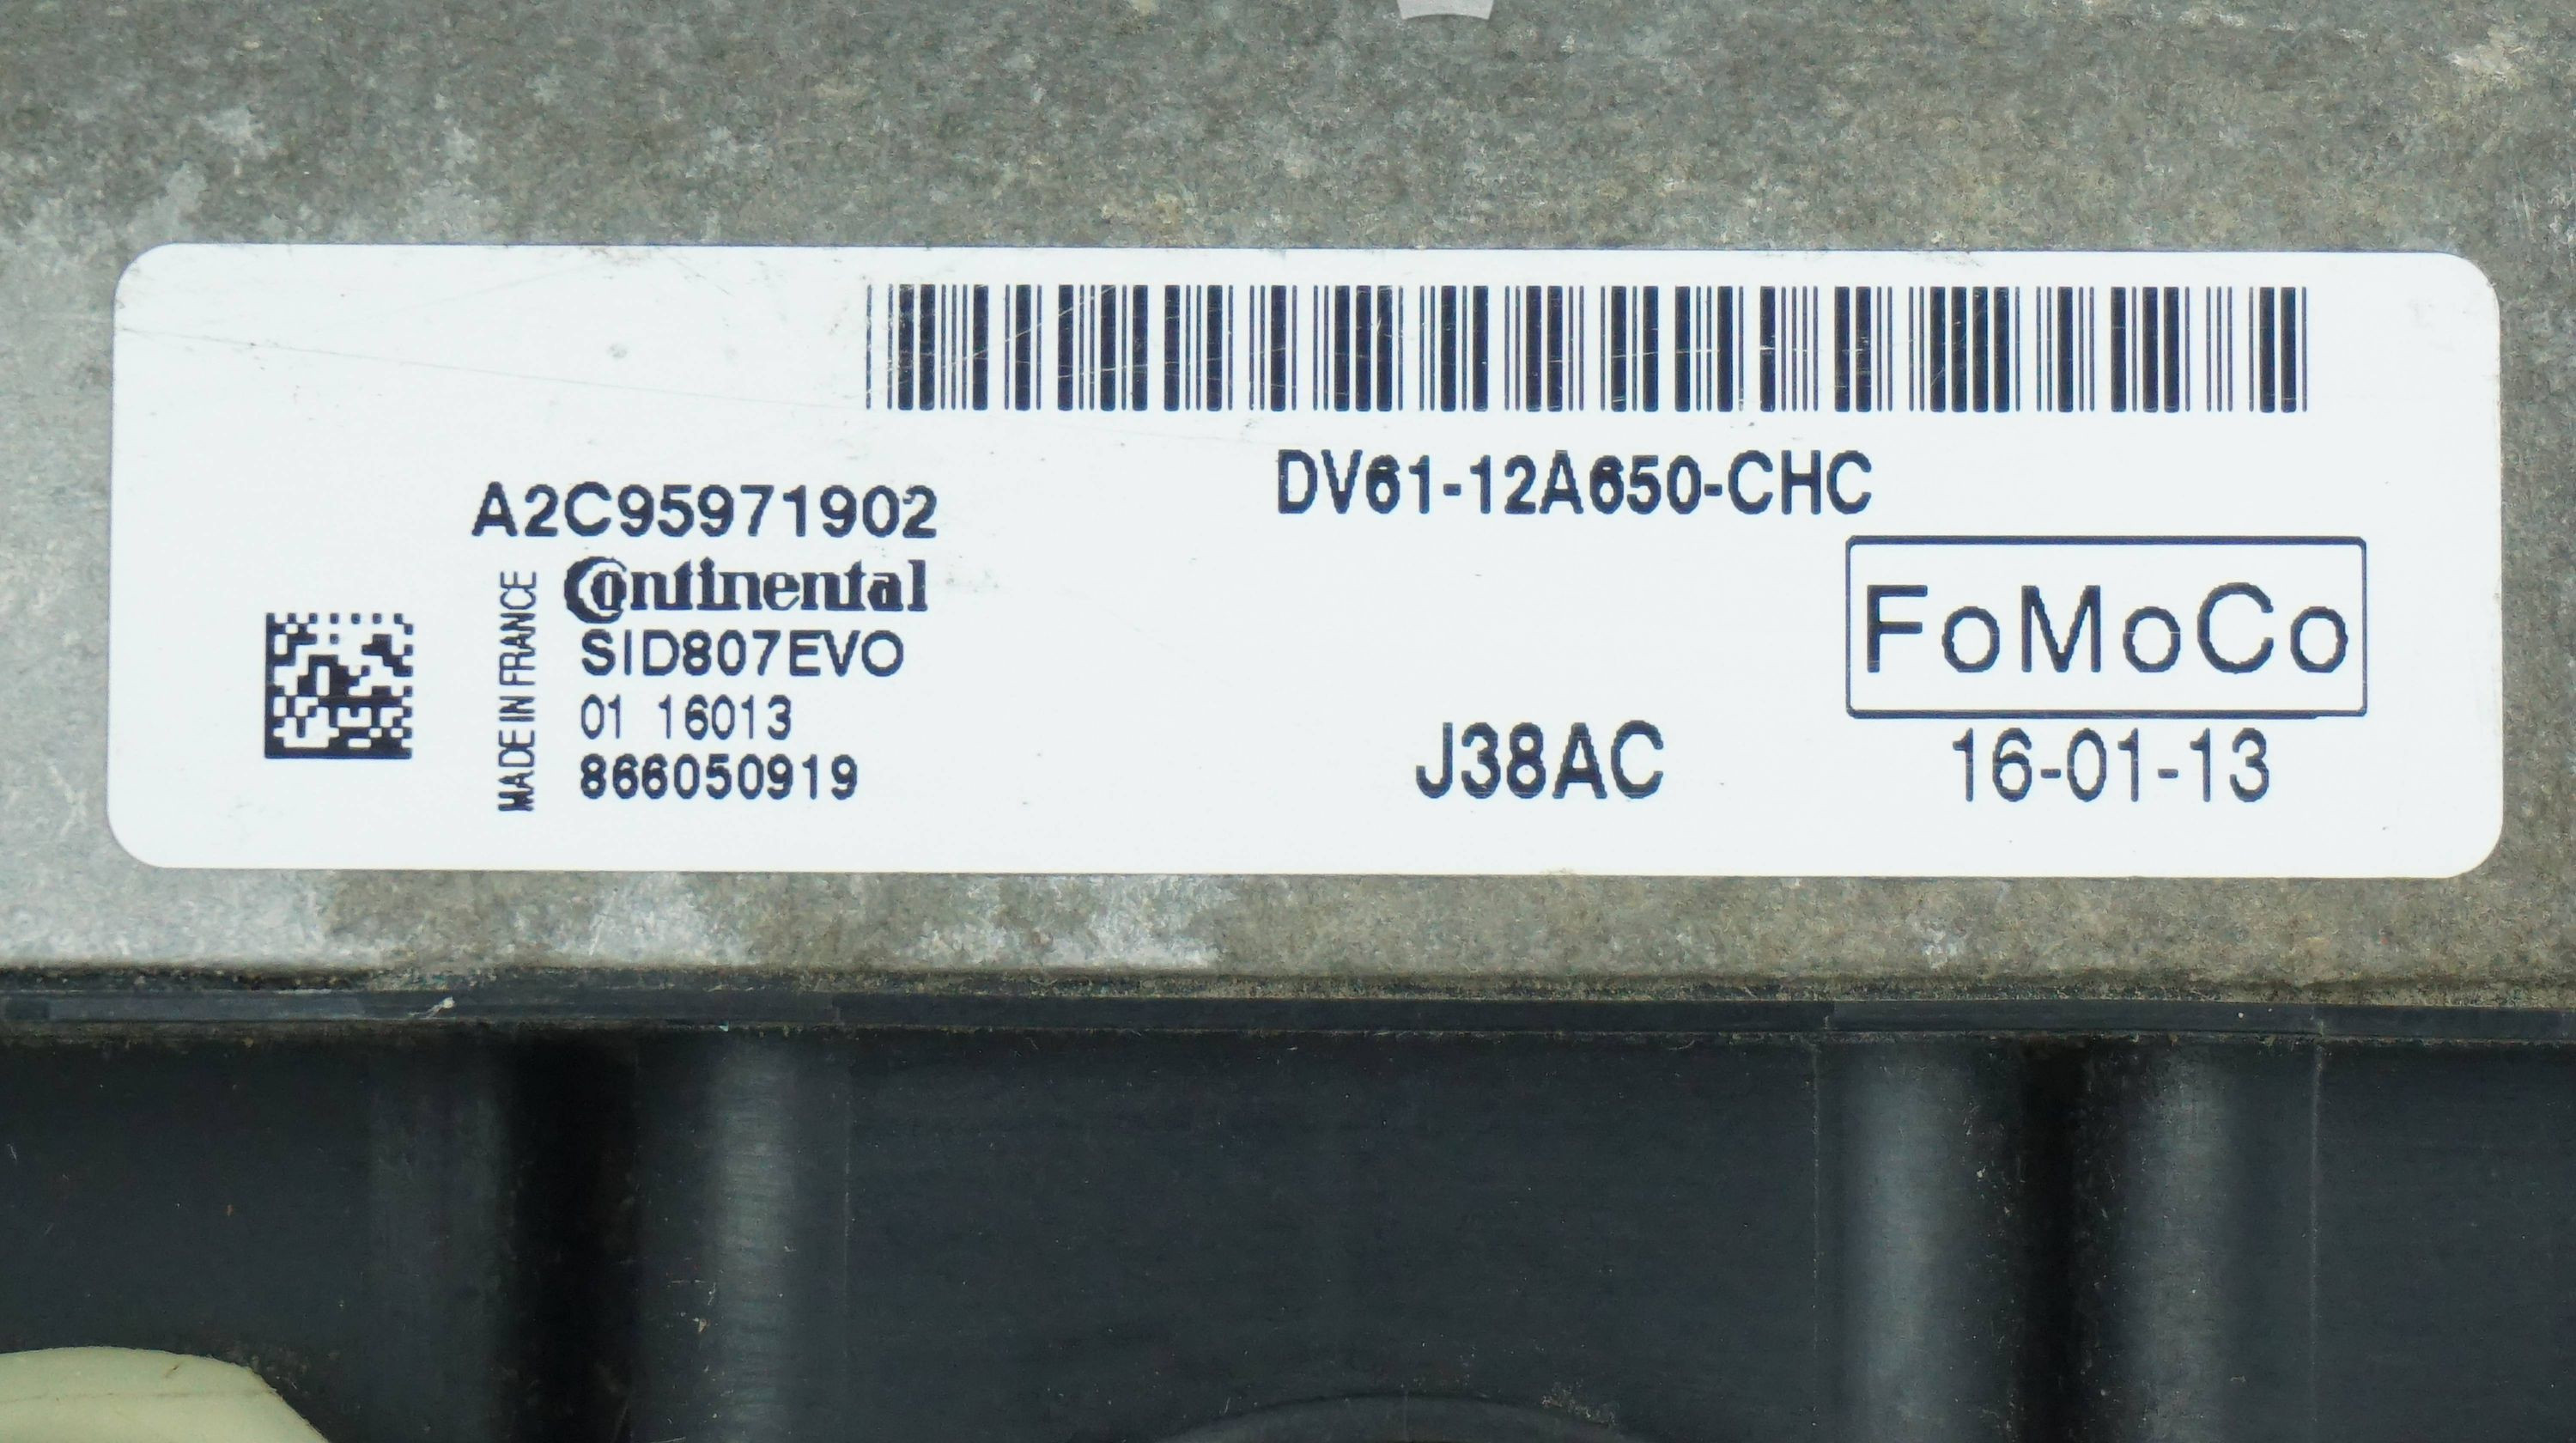 DV61-12A650-CHC
A2C95971902
Continental
MADE IN FRANCE
SID807EVO
01 16013
866050919
FoMoCo
J38AC
16-01-13